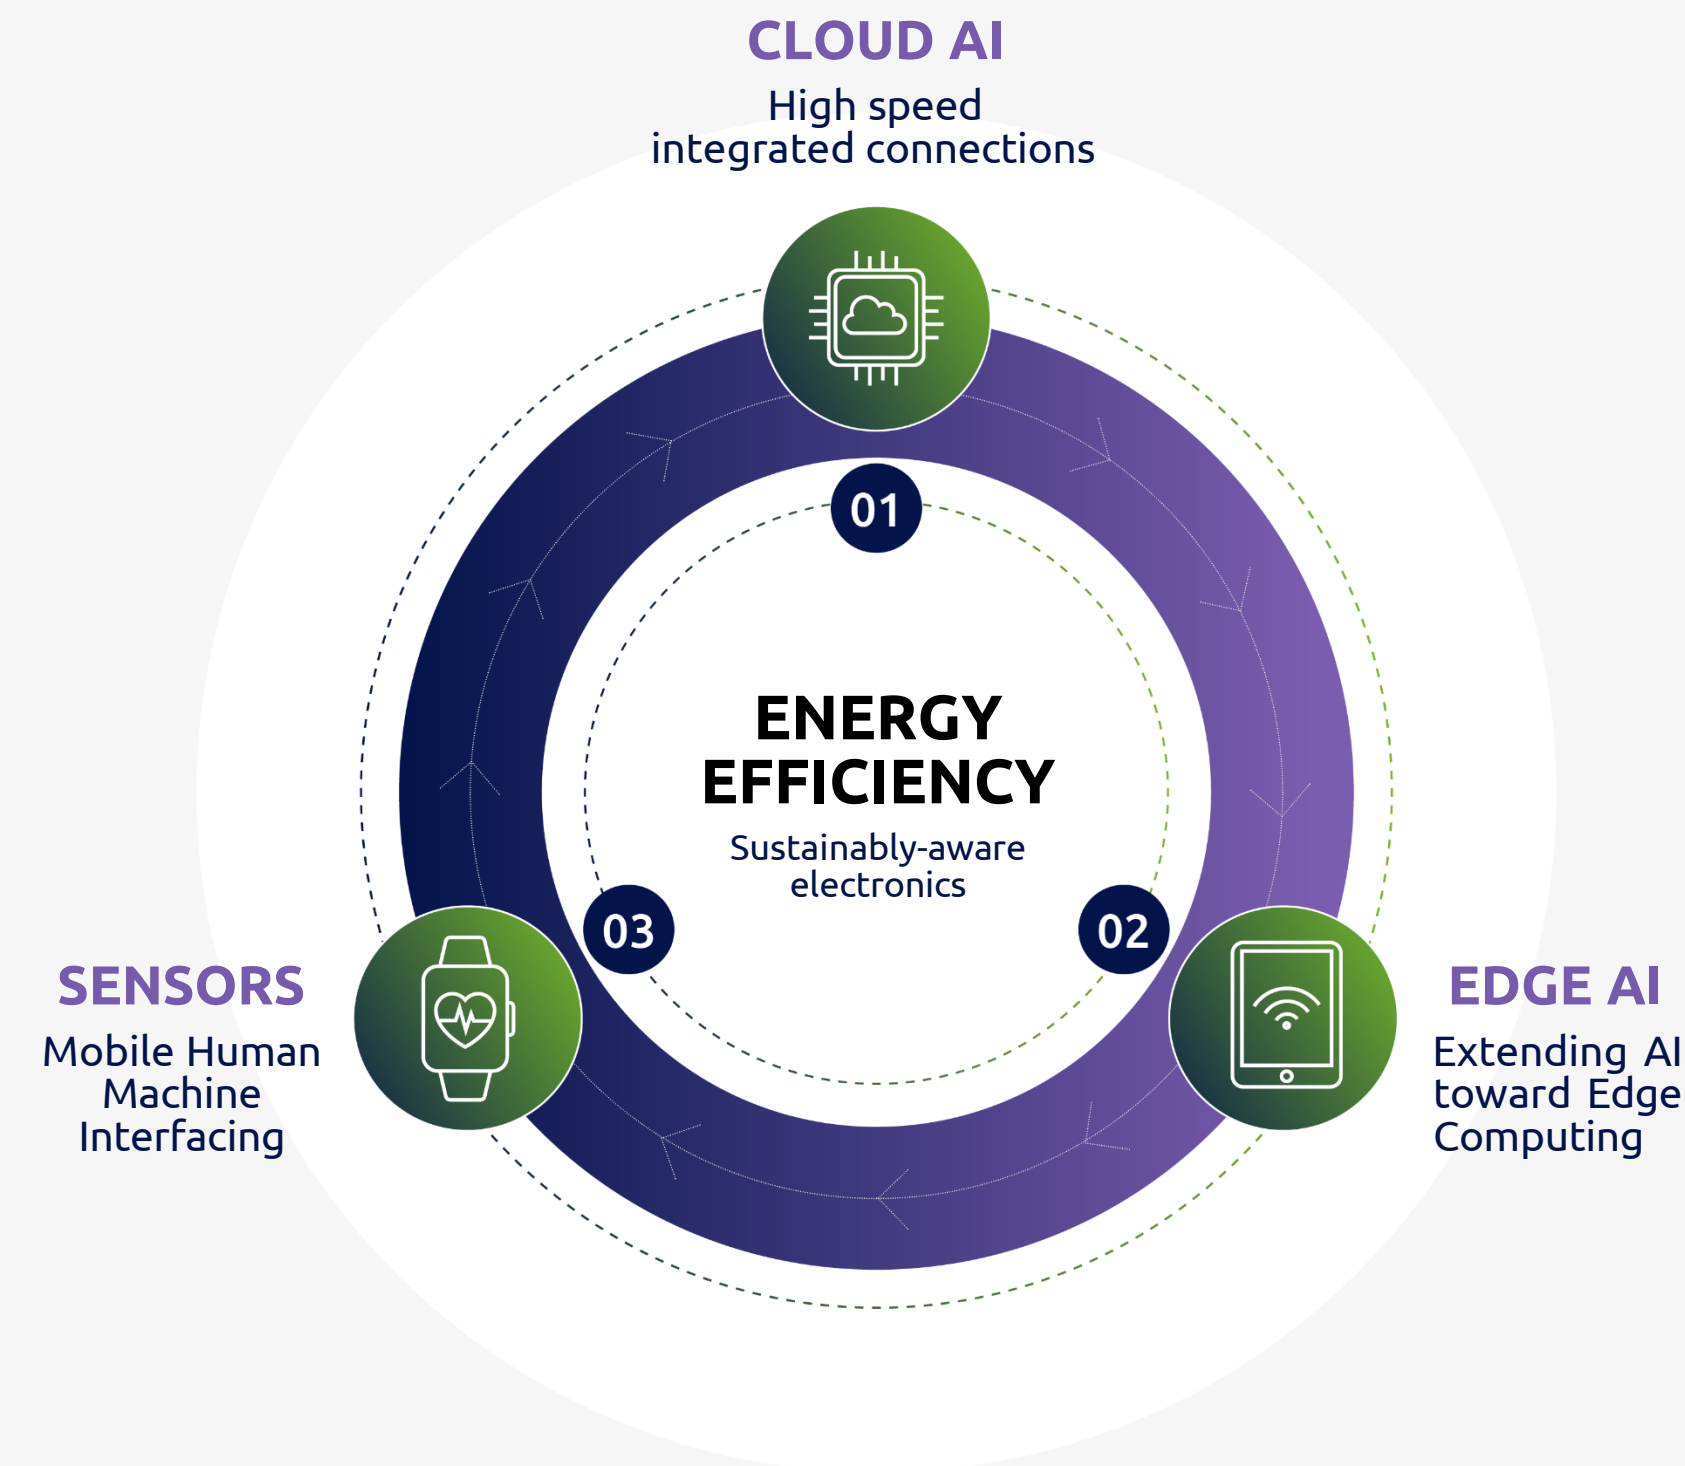 CLOUD AI
High speed
integrated connections
01
ENERGY
EFFICIENCY
Sustainably-aware
electronics
03
02
SENSORS
Mobile Human
Machine
Interfacing
EDGE AI
Extending AI
toward Edge
Computing